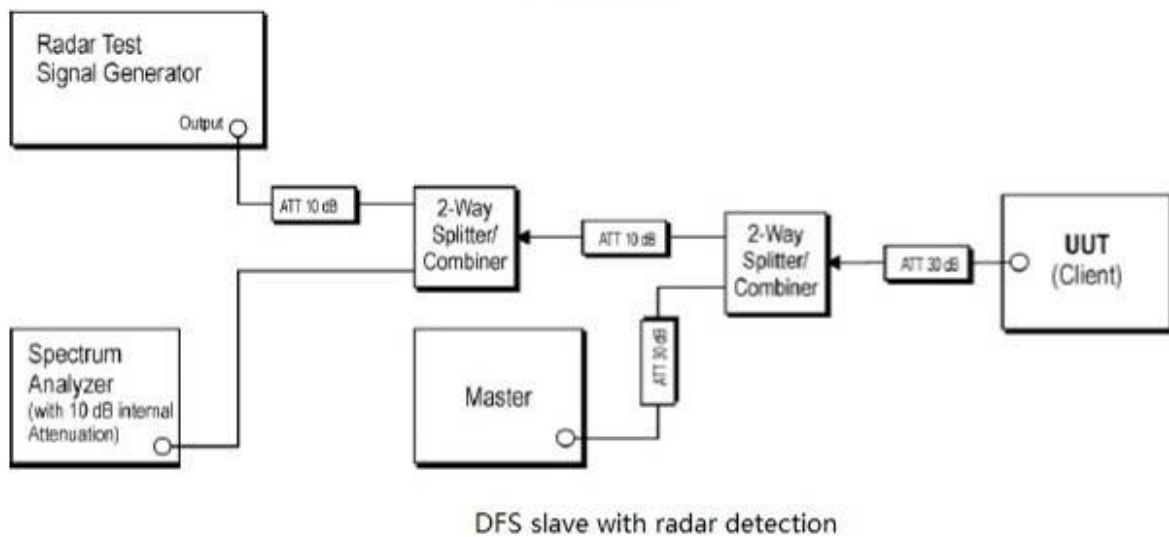 Radar Test
Signal Generator
Output
ATT 10 dB
2-Way
Splitter/
Combiner
ATT 10 dB
2-Way
Splitter/
Combiner
ATT 30 dB
UUT
(Client)
Spectrum
Analyzer
(with 10 dB internal
Attenuation)
Master
ATT 30 dB
DFS slave with radar detection